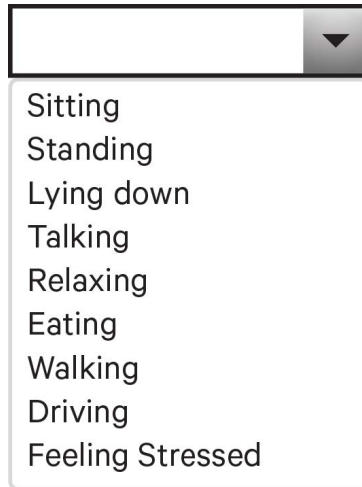 Sitting
Standing
Lying down
Talking
Relaxing
Eating
Walking
Driving
Feeling Stressed